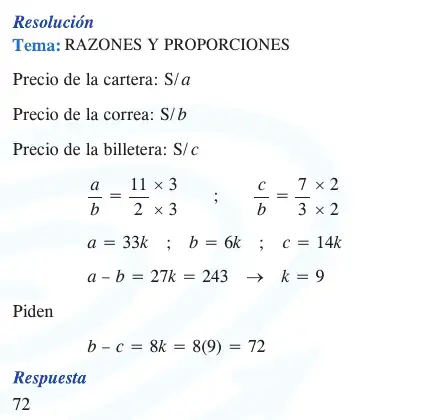 Resolución
Tema: RAZONES Y PROPORCIONES
Precio de la cartera: S/a
Precio de la correa: S/b
Precio de la billetera: S/c
a/b = 11 × 3 / 2 × 3 ; c/b = 7 × 2 / 3 × 2
a = 33k ; b = 6k ; c = 14k
a – b = 27k = 243 → k = 9
Piden
b – c = 8k = 8(9) = 72
Respuesta
72